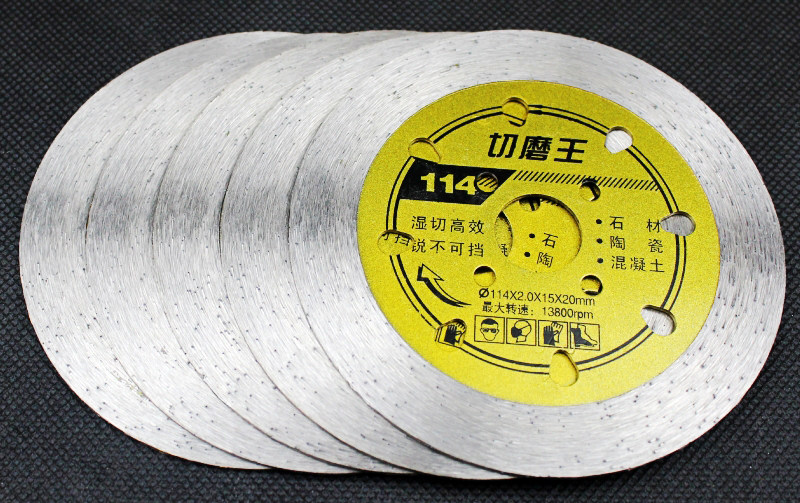 切磨王
114
湿切高效
锐不可挡
·石材
·陶瓷
·混凝土
·石
·陶
Ø114X2.0X15X20mm
最大转速：13800rpm